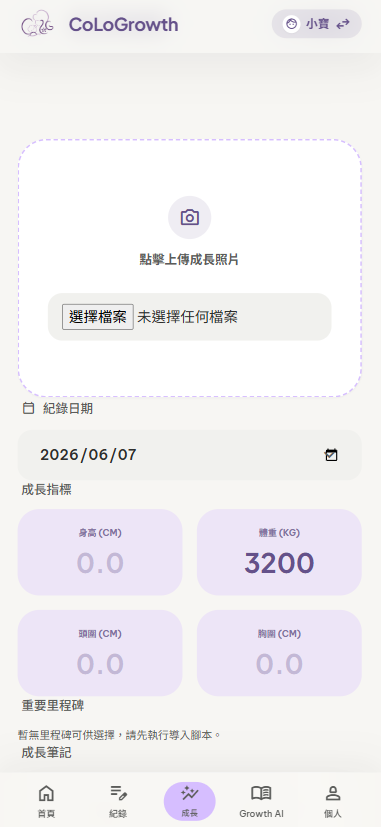 CoLoGrowth
小寶
點擊上傳成長照片
選擇檔案 未選擇任何檔案
紀錄日期
2026/06/07
成長指標
身高 (CM)
0.0
體重 (KG)
3200
頭圍 (CM)
0.0
胸圍 (CM)
0.0
重要里程碑
暫無里程碑可供選擇，請先執行導入腳本。
成長筆記
首頁
紀錄
成長
Growth AI
個人